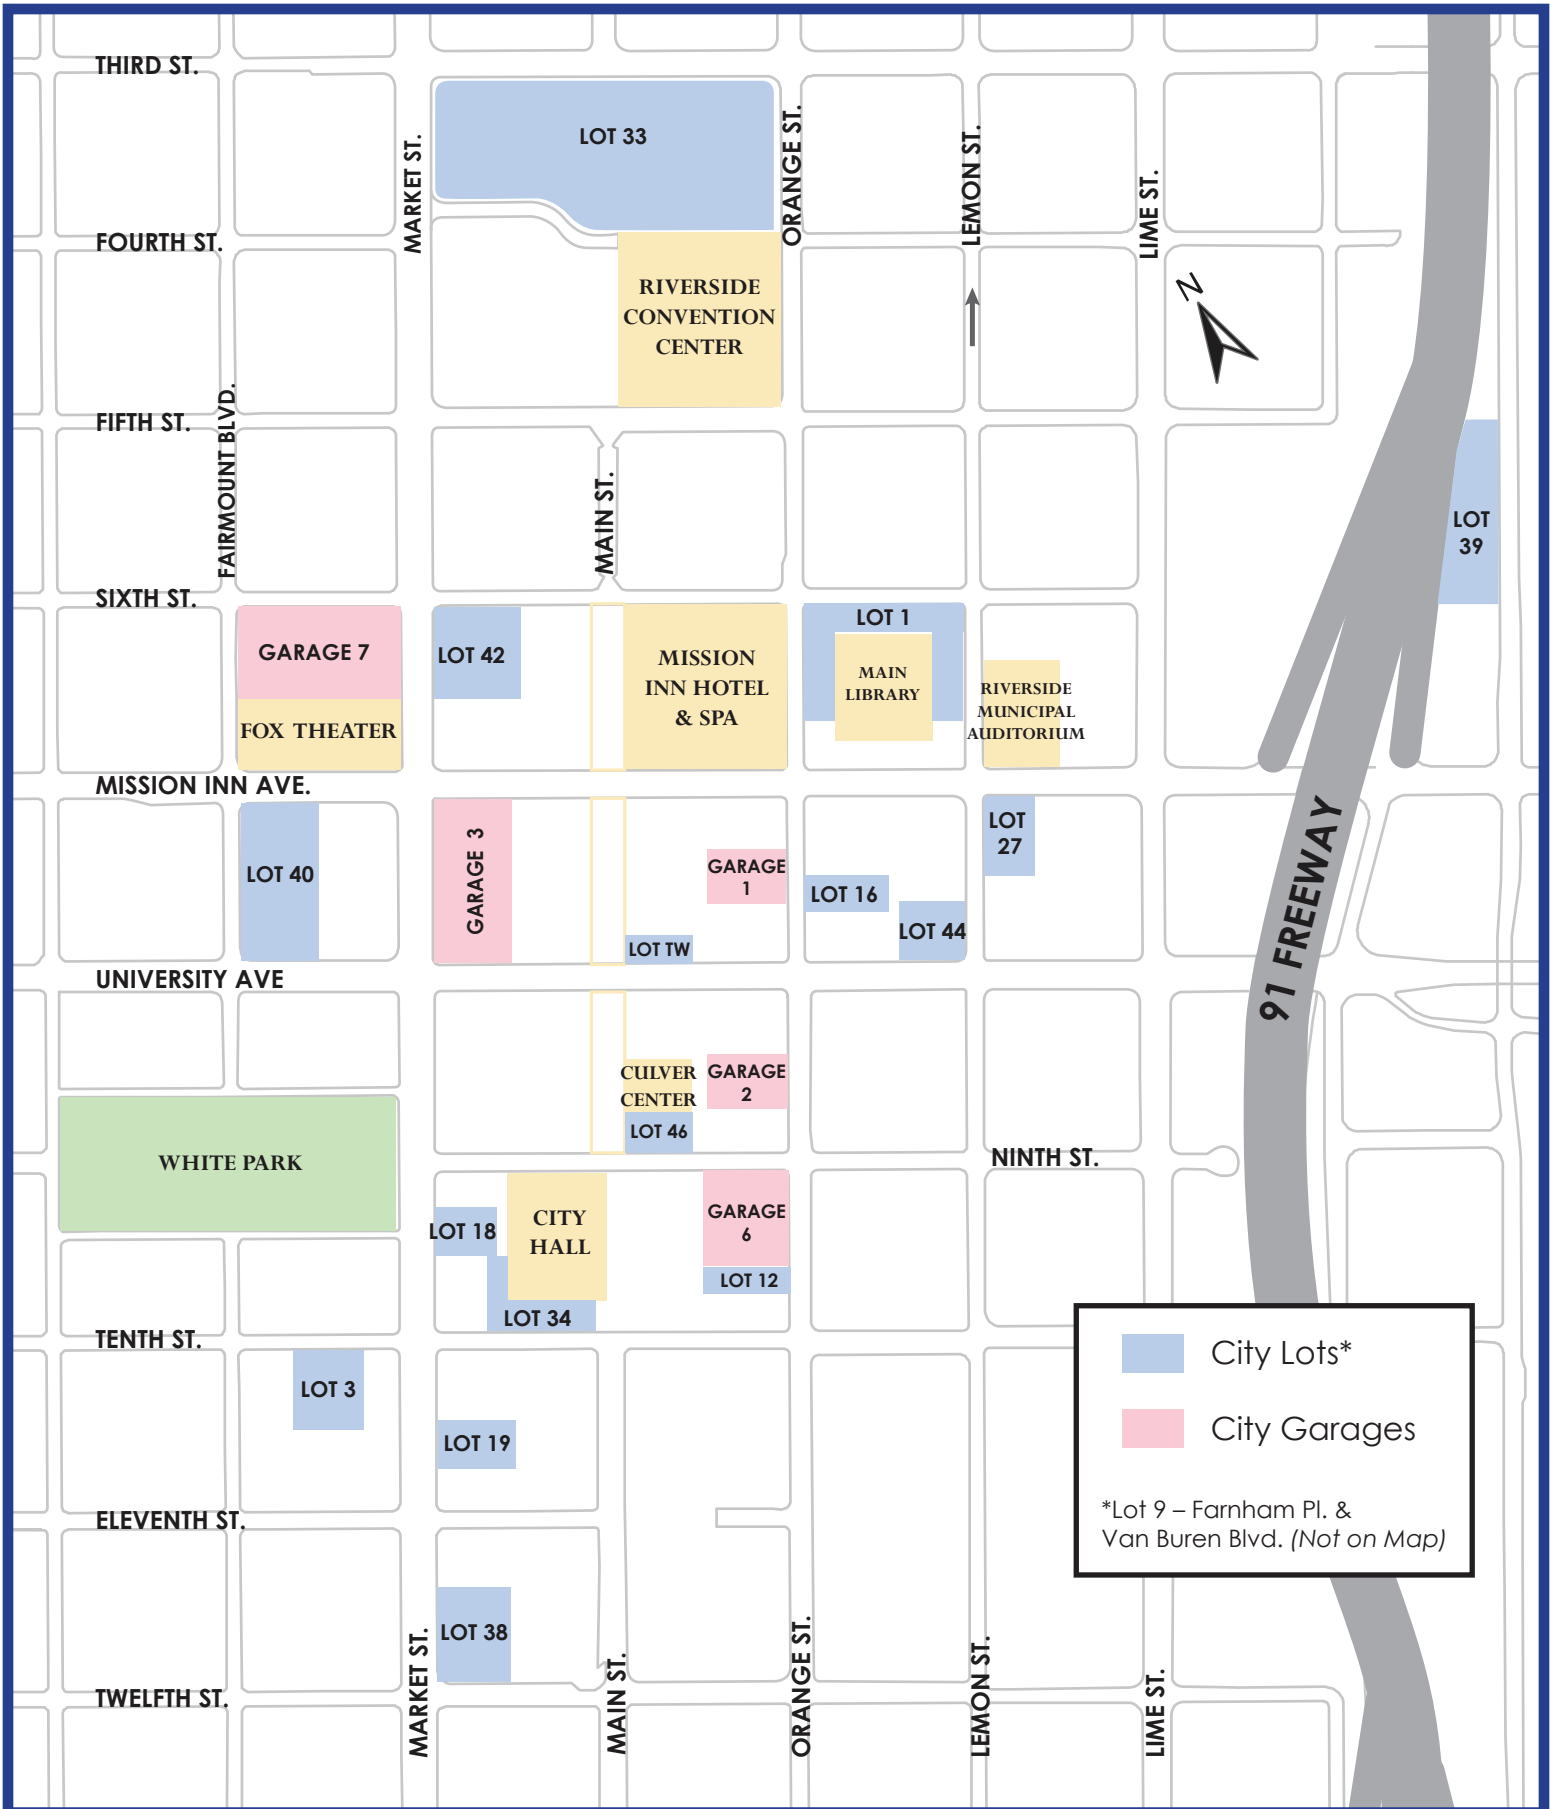 THIRD ST.
LOT 33
MARKET ST.
ORANGE ST.
LEMON ST.
LIME ST.
FOURTH ST.
N
RIVERSIDE
CONVENTION
CENTER
FAIRMOUNT BLVD.
FIFTH ST.
MAIN ST.
LOT
39
SIXTH ST.
GARAGE 7
FOX THEATER
LOT 42
MISSION
INN HOTEL
& SPA
LOT 1
MAIN
LIBRARY
RIVERSIDE
MUNICIPAL
AUDITORIUM
MISSION INN AVE.
LOT 40
GARAGE 3
GARAGE
1
LOT TW
LOT 16
LOT 44
LOT
27
91 FREEWAY
UNIVERSITY AVE
CULVER
CENTER
LOT 46
GARAGE
2
WHITE PARK
NINTH ST.
LOT 18
CITY
HALL
LOT 34
GARAGE
6
LOT 12
TENTH ST.
LOT 3
LOT 19
ELEVENTH ST.
LOT 38
City Lots*
City Garages
*Lot 9 – Farnham Pl. &
Van Buren Blvd. (Not on Map)
TWELFTH ST.
MARKET ST.
MAIN ST.
ORANGE ST.
LEMON ST.
LIME ST.